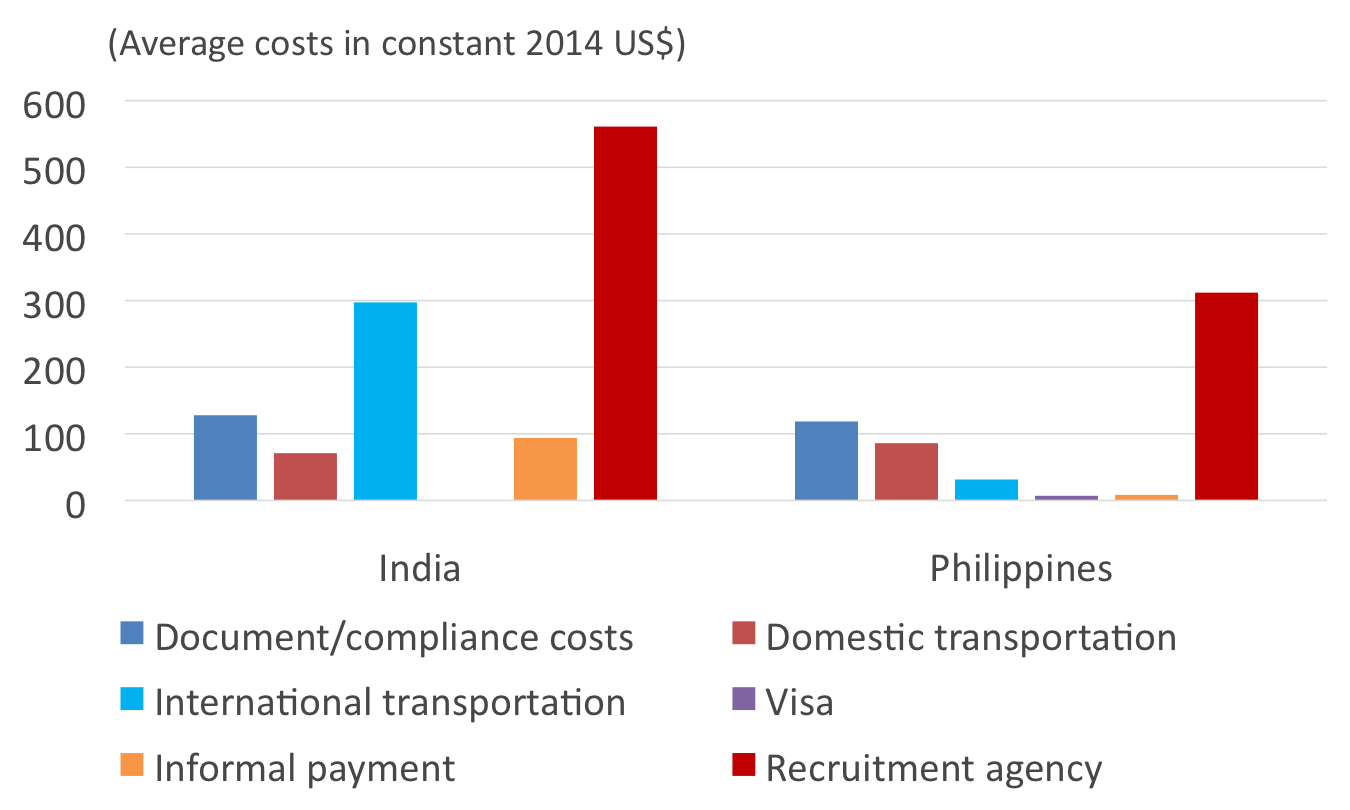 (Average costs in constant 2014 US$)
600
500
400
300
200
100
0
India Philippines
Document/compliance costs Domestic transportation
International transportation Visa
Informal payment Recruitment agency